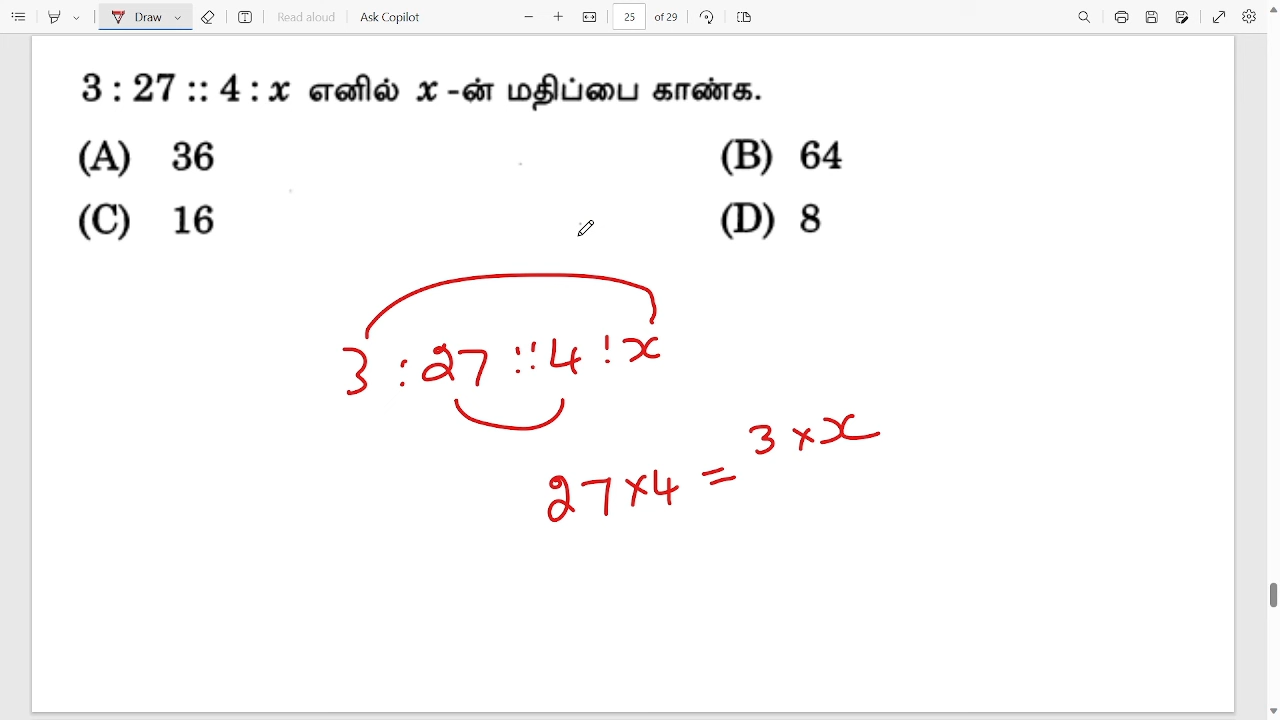 Draw
Read aloud
Ask Copilot
25
of 29
3 : 27 :: 4 : x எனில் x -ன் மதிப்பை காண்க.
(A) 36
(B) 64
(C) 16
(D) 8
3 : 27 :: 4 : x
27 × 4 = 3 × x